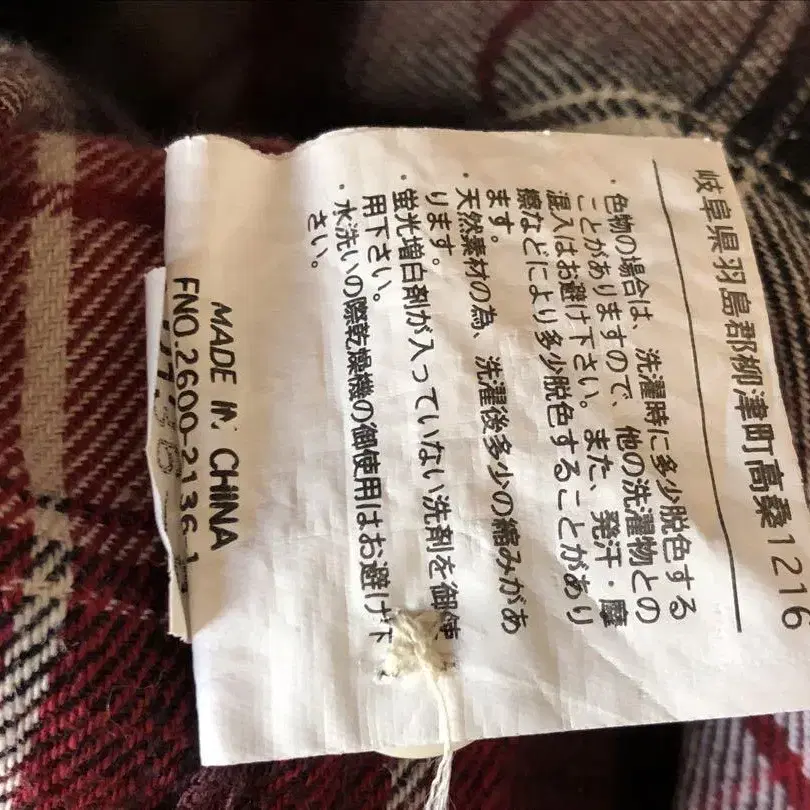 岐阜県羽島郡柳津町高桑1216
・色物の場合は、洗濯時に多少脱色する
ことがありますので、他の洗濯物との
混入はお避け下さい。また、発汗・摩
擦などにより多少脱色することがあり
ます。
・天然素材の為、洗濯後多少の縮みがあ
ります。
・蛍光増白剤が入っていない洗剤を御使
用下さい。
・水洗いの際乾燥機の御使用はお避け下
さい。
MADE IN CHINA
FNO.2600-2136-1